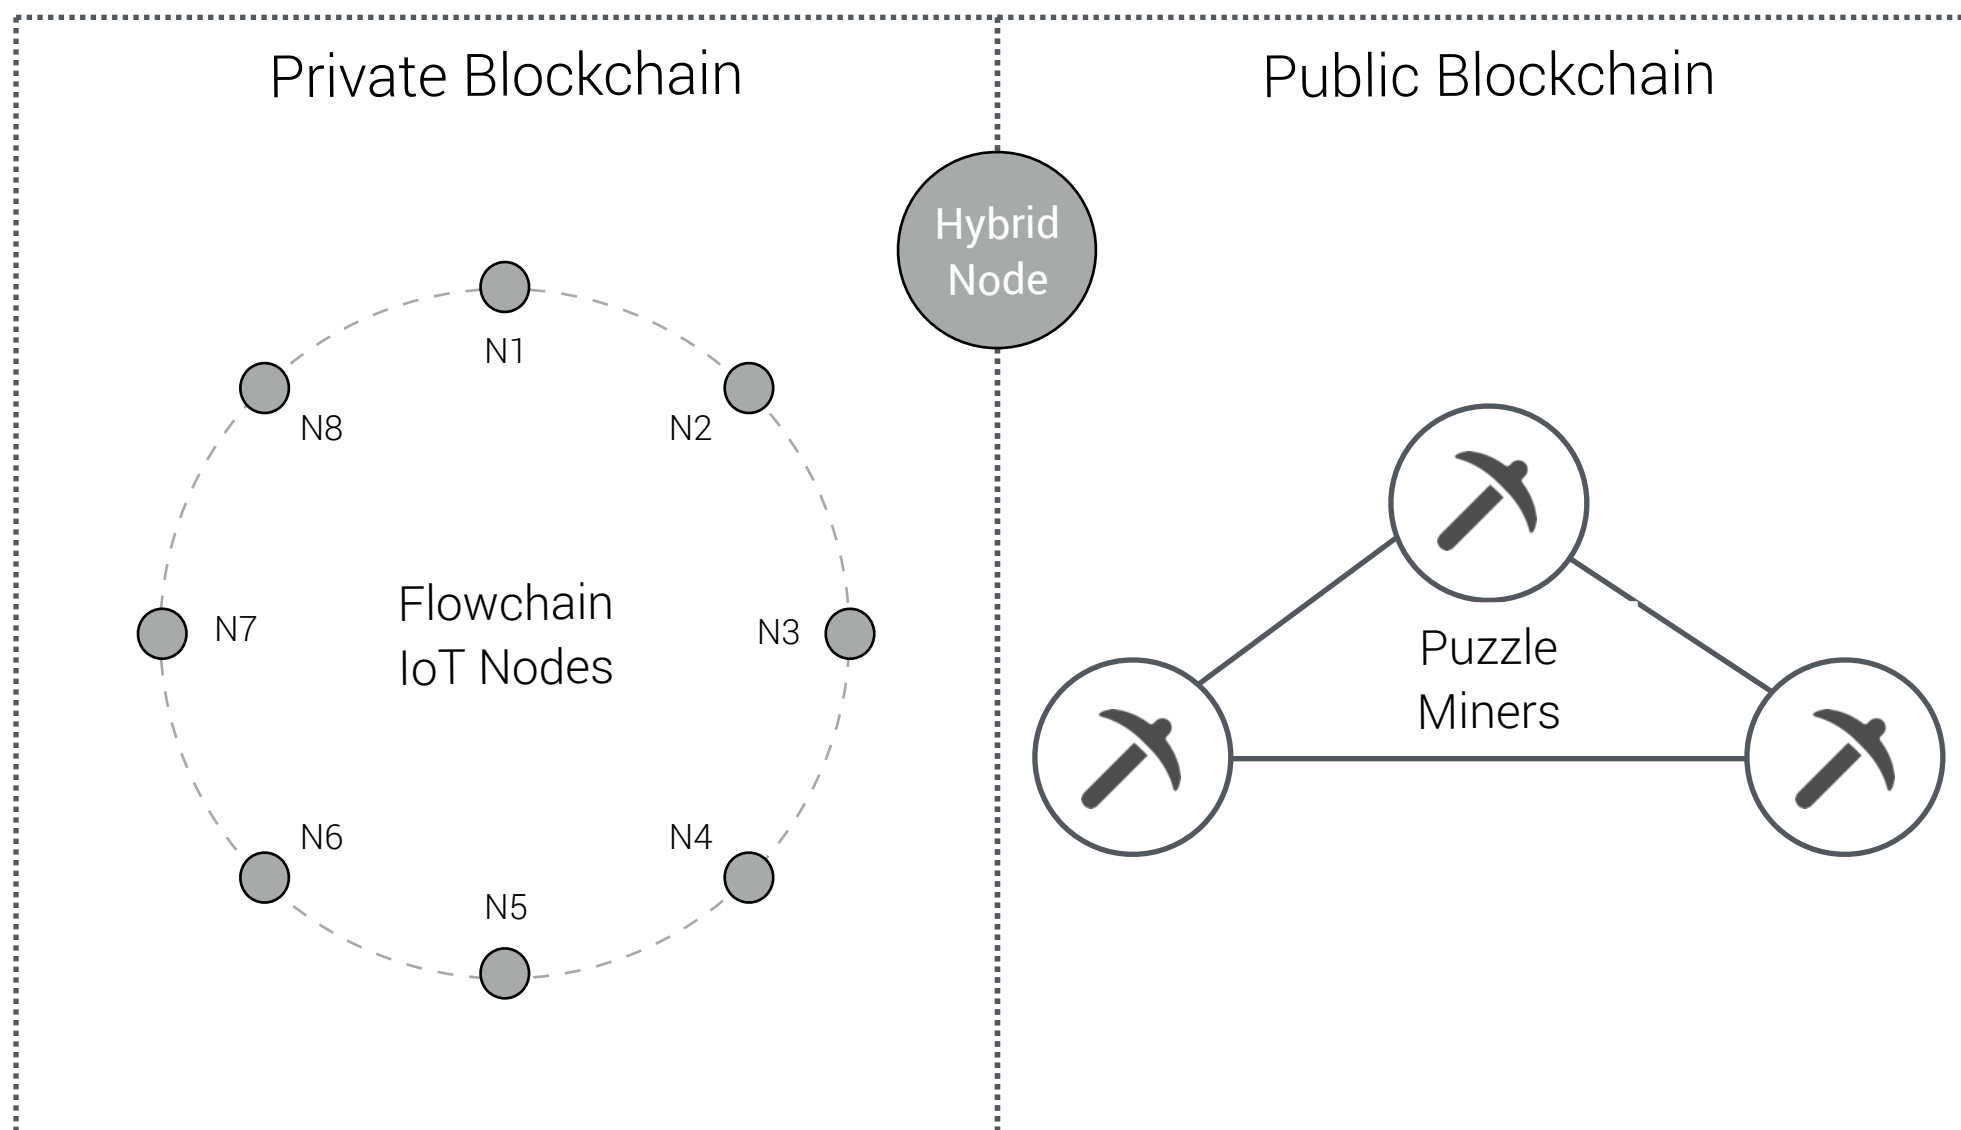 Private Blockchain
Public Blockchain
Hybrid
Node
N1
N8
N2
Flowchain
IoT Nodes
N7
N3
Puzzle
Miners
N6
N4
N5